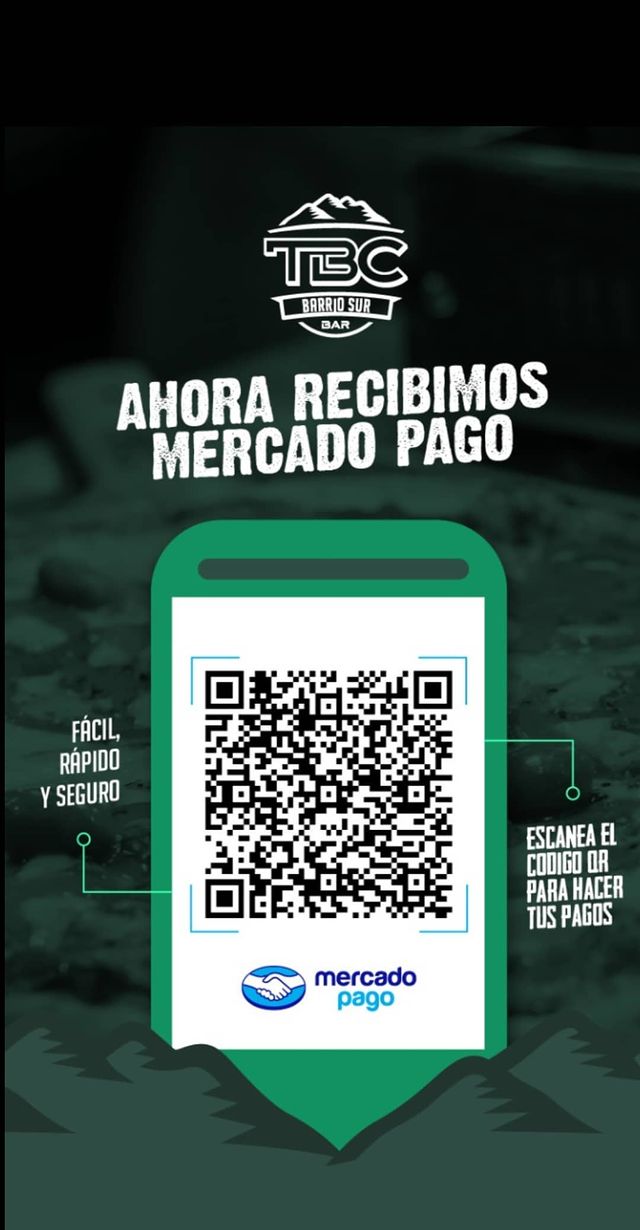 TBC
BARRIO SUR
BAR
AHORA RECIBIMOS
MERCADO PAGO
FÁCIL,
RÁPIDO
Y SEGURO
ESCANEA EL
CODIGO QR
PARA HACER
TUS PAGOS
mercado
pago